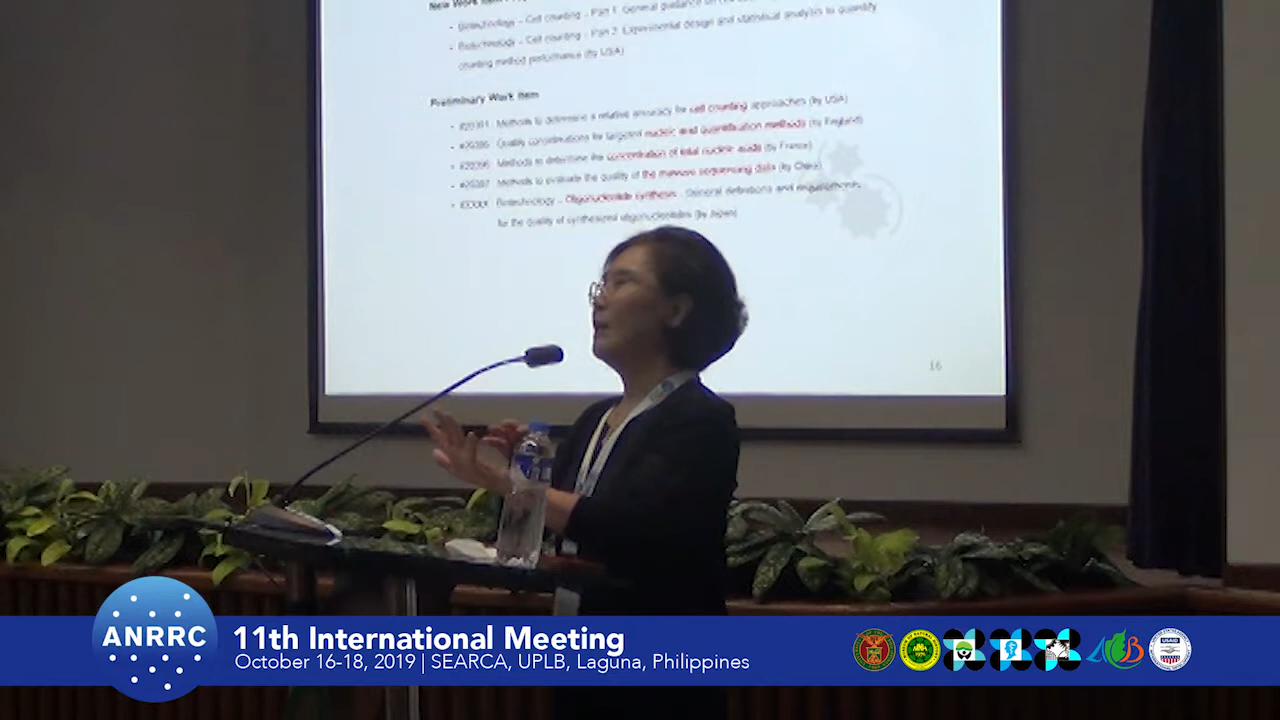 New Work Item
- Biotechnology – Cell counting – Part 1: General guidance on cell
- Biotechnology – Cell counting – Part 2: Experimental design and statistical analysis to quantify
counting method performance (by USA)
Preliminary Work Item
Methods to determine a relative accuracy for cell counting approaches (by USA)
Quality considerations for targeted nucleic acid quantification methods (by England)
Methods to determine the concentration of total nucleic acids (by France)
Methods to evaluate the quality of the massive sequencing data (by China)
Biotechnology – Oligonucleotide synthesis - General definitions and requirements
for the quality of synthesized oligonucleotides (by Japan)
16
ANRRC
11th International Meeting
October 16-18, 2019 | SEARCA, UPLB, Laguna, Philippines
USAID